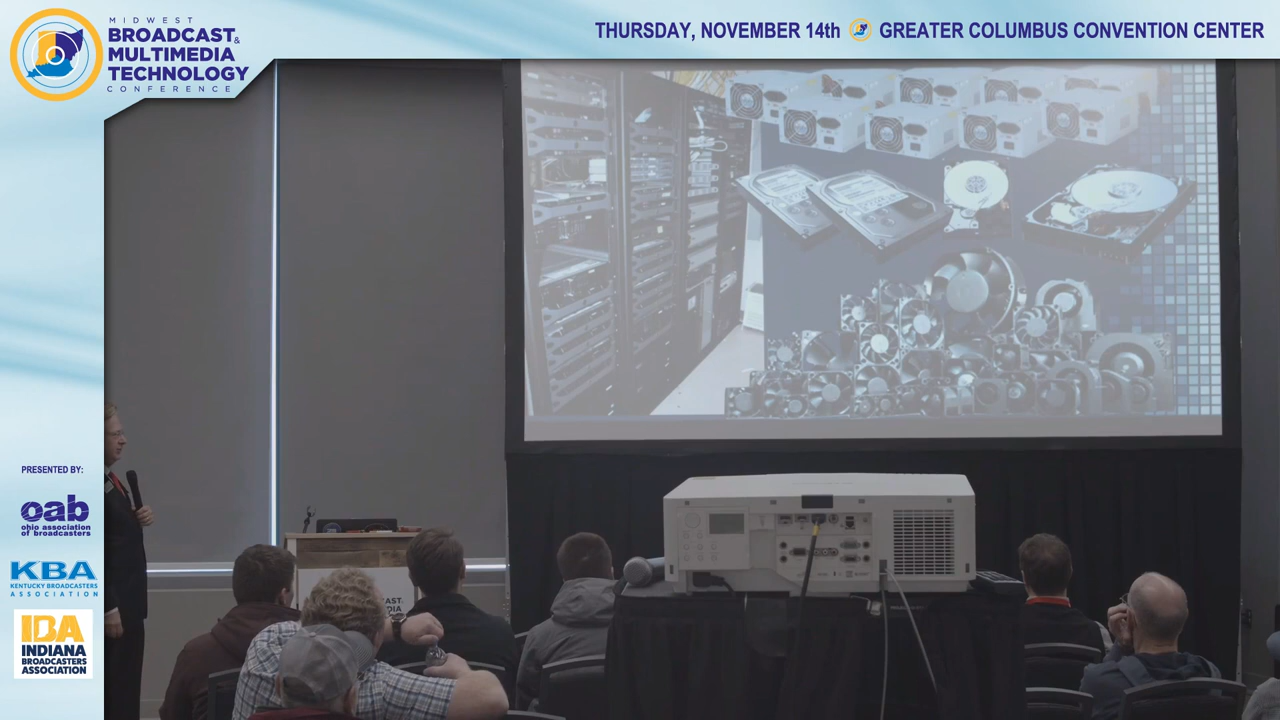 MIDWEST
BROADCAST&
MULTIMEDIA
TECHNOLOGY
CONFERENCE
THURSDAY, NOVEMBER 14th GREATER COLUMBUS CONVENTION CENTER
PRESENTED BY:
oab
ohio association
of broadcasters
KBA
KENTUCKY BROADCASTERS
ASSOCIATION
IBA
INDIANA
BROADCASTERS
ASSOCIATION